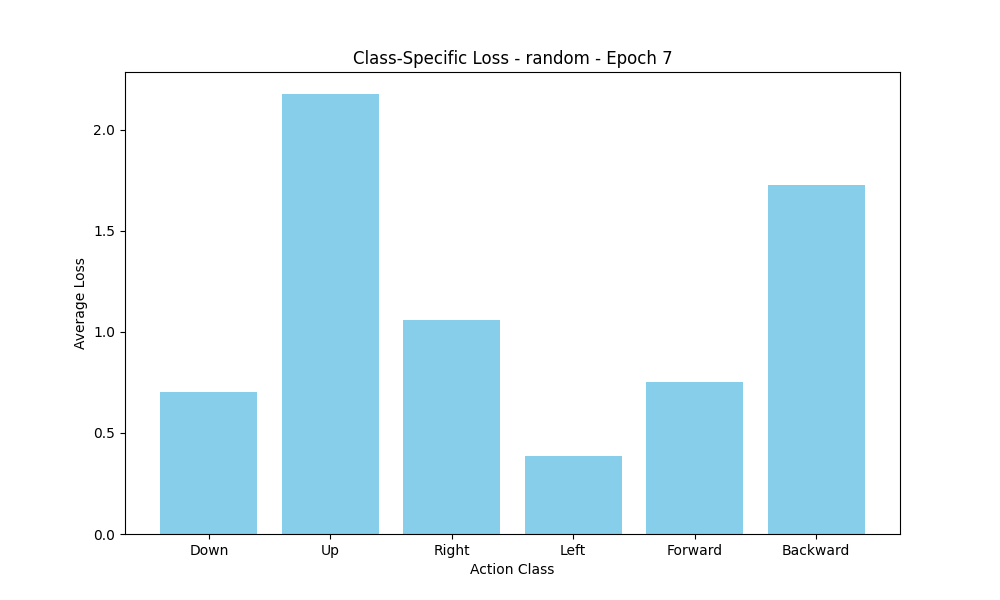 Class-Specific Loss - random - Epoch 7
Average Loss
2.0
1.5
1.0
0.5
0.0
Down Up Right Left Forward Backward
Action Class